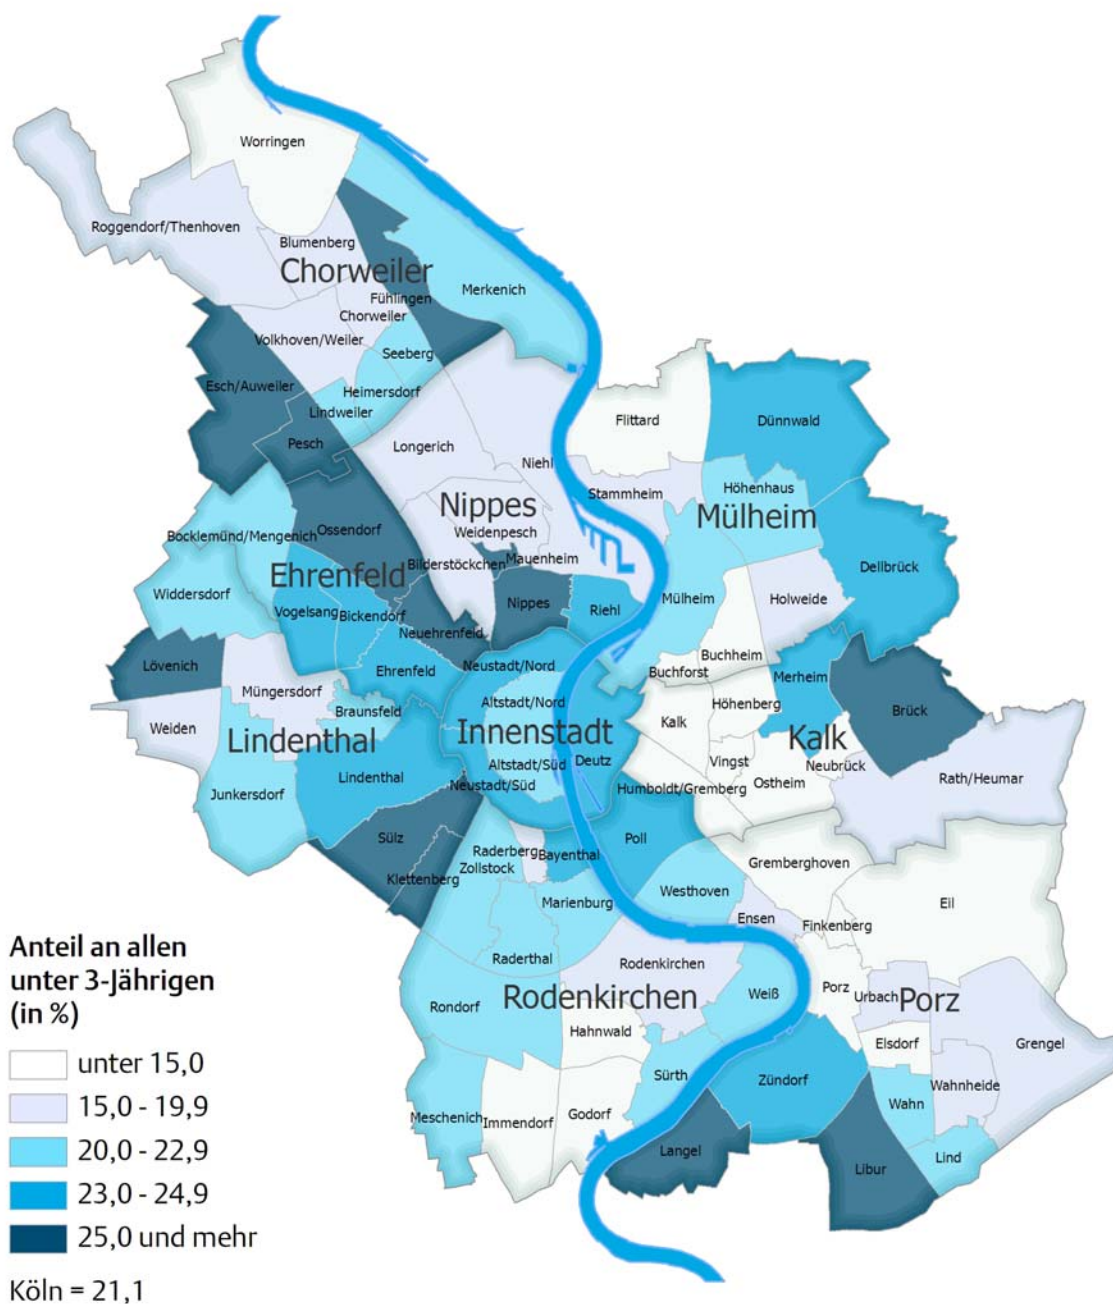 Worringen
Roggendorf/Thenhoven
Blumenberg
Chorweiler
Fühlingen
Merkenich
Chorweiler
Volkhoven/Weiler
Seeberg
Esch/Auweiler
Heimersdorf
Lindweiler
Pesch
Longerich
Niehl
Flittard
Dünnwald
Höhenhaus
Stammheim
Nippes
Mülheim
Weidenpesch
Ossendorf
Bocklemünd/Mengenich
Mauenheim
Bilderstöckchen
Dellbrück
Ehrenfeld
Widdersdorf
Vogelsang
Bickendorf
Nippes
Riehl
Mülheim
Holweide
Neuehrenfeld
Buchheim
Lövenich
Neustadt/Nord
Ehrenfeld
Buchforst
Merheim
Müngersdorf
Altstadt/Nord
Höhenberg
Brück
Braunsfeld
Kalk
Weiden
Lindenthal
Innenstadt
Kalk
Altstadt/Süd
Deutz
Vingst
Neubrück
Lindenthal
Neustadt/Süd
Ostheim
Rath/Heumar
Junkersdorf
Humboldt/Gremberg
Sülz
Poll
Raderberg
Bayenthal
Zollstock
Gremberghoven
Klettenberg
Westhoven
Marienburg
Eil
Ensen
Finkenberg
Raderthal
Rodenkirchen
Porz
Weiß
Urbach
Porz
Rodenkirchen
Rondorf
Hahnwald
Elsdorf
Grengel
Sürth
Zündorf
Wahnheide
Wahn
Meschenich
Immendorf
Godorf
Langel
Libur
Lind
Anteil an allen
unter 3-Jährigen
(in %)
unter 15,0
15,0 - 19,9
20,0 - 22,9
23,0 - 24,9
25,0 und mehr
Köln = 21,1